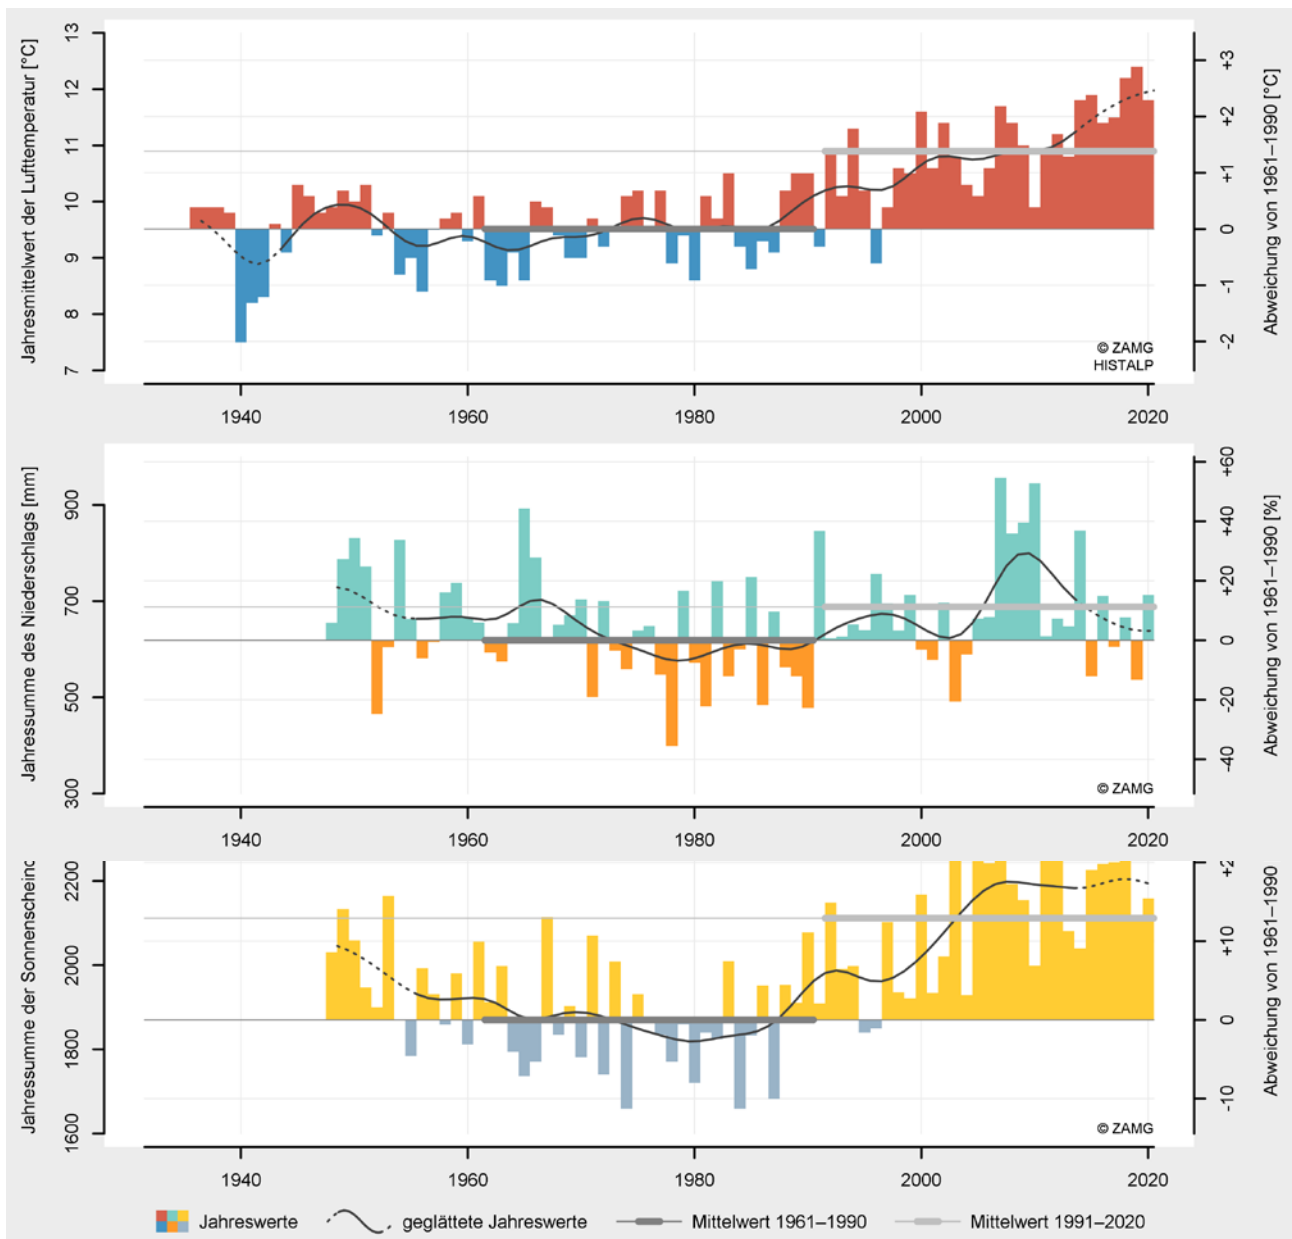 Jahresmittelwert der Lufttemperatur [°C]
13
12
11
10
9
8
7
+3
+2
+1
0
-1
-2
Abweichung von 1961–1990 [°C]
© ZAMG
HISTALP
1940 1960 1980 2000 2020
Jahressumme des Niederschlags [mm]
900
700
500
300
+60
+40
+20
0
-20
-40
Abweichung von 1961–1990 [%]
© ZAMG
1940 1960 1980 2000 2020
Jahressumme der Sonnenschein
2200
2000
1800
1600
+10
0
-10
Abweichung von 1961–1990
© ZAMG
1940 1960 1980 2000 2020
Jahreswerte geglättete Jahreswerte Mittelwert 1961–1990 Mittelwert 1991–2020